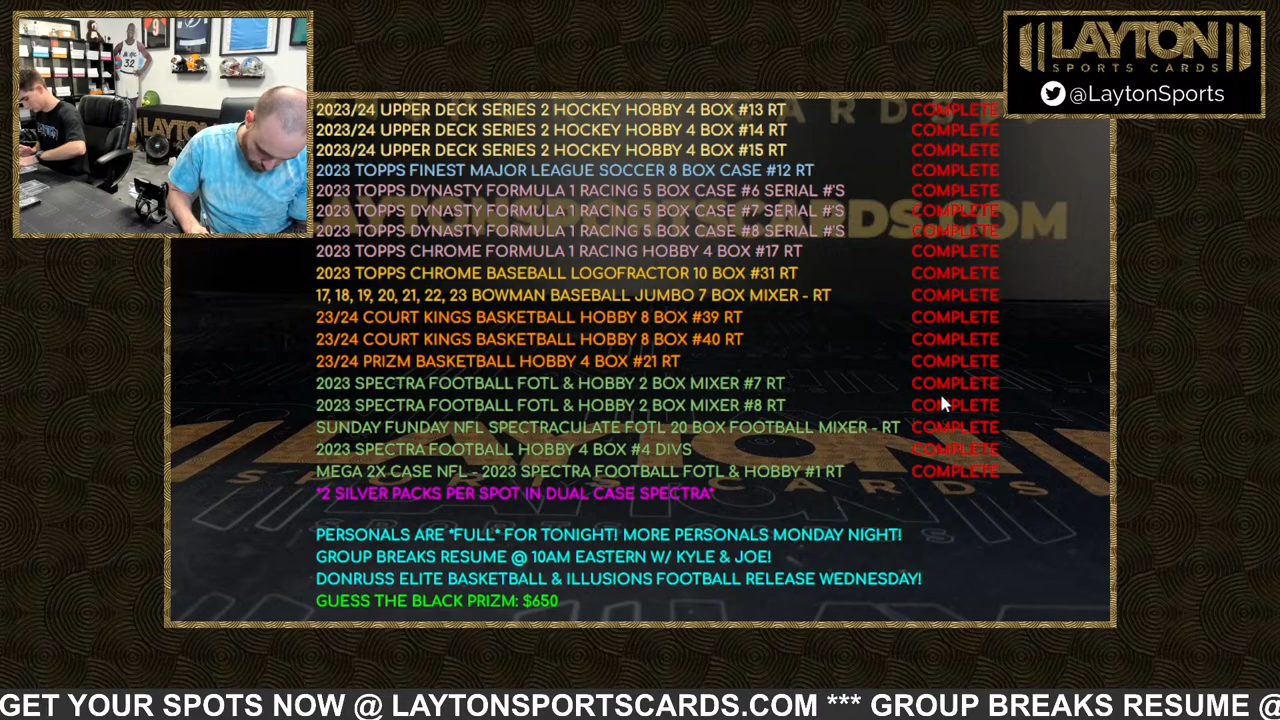 LAYTON
SPORTS CARDS
@LaytonSports
32
2023/24 UPPER DECK SERIES 2 HOCKEY HOBBY 4 BOX #13 RT COMPLETE
2023/24 UPPER DECK SERIES 2 HOCKEY HOBBY 4 BOX #14 RT COMPLETE
2023/24 UPPER DECK SERIES 2 HOCKEY HOBBY 4 BOX #15 RT COMPLETE
2023 TOPPS FINEST MAJOR LEAGUE SOCCER 8 BOX CASE #12 RT COMPLETE
2023 TOPPS DYNASTY FORMULA 1 RACING 5 BOX CASE #6 SERIAL #'S COMPLETE
2023 TOPPS DYNASTY FORMULA 1 RACING 5 BOX CASE #7 SERIAL #'S COMPLETE
2023 TOPPS DYNASTY FORMULA 1 RACING 5 BOX CASE #8 SERIAL #'S COMPLETE
2023 TOPPS CHROME FORMULA 1 RACING HOBBY 4 BOX #17 RT COMPLETE
2023 TOPPS CHROME BASEBALL LOGOFRACTOR 10 BOX #31 RT COMPLETE
17, 18, 19, 20, 21, 22, 23 BOWMAN BASEBALL JUMBO 7 BOX MIXER - RT COMPLETE
23/24 COURT KINGS BASKETBALL HOBBY 8 BOX #39 RT COMPLETE
23/24 COURT KINGS BASKETBALL HOBBY 8 BOX #40 RT COMPLETE
23/24 PRIZM BASKETBALL HOBBY 4 BOX #21 RT COMPLETE
2023 SPECTRA FOOTBALL FOTL & HOBBY 2 BOX MIXER #7 RT COMPLETE
2023 SPECTRA FOOTBALL FOTL & HOBBY 2 BOX MIXER #8 RT COMPLETE
SUNDAY FUNDAY NFL SPECTRACULATE FOTL 20 BOX FOOTBALL MIXER - RT COMPLETE
2023 SPECTRA FOOTBALL HOBBY 4 BOX #4 DIVS COMPLETE
MEGA 2X CASE NFL - 2023 SPECTRA FOOTBALL FOTL & HOBBY #1 RT COMPLETE
*2 SILVER PACKS PER SPOT IN DUAL CASE SPECTRA*
PERSONALS ARE *FULL* FOR TONIGHT! MORE PERSONALS MONDAY NIGHT!
GROUP BREAKS RESUME @ 10AM EASTERN W/ KYLE & JOE!
DONRUSS ELITE BASKETBALL & ILLUSIONS FOOTBALL RELEASE WEDNESDAY!
GUESS THE BLACK PRIZM: $650
GET YOUR SPOTS NOW @ LAYTONSPORTSCARDS.COM *** GROUP BREAKS RESUME @